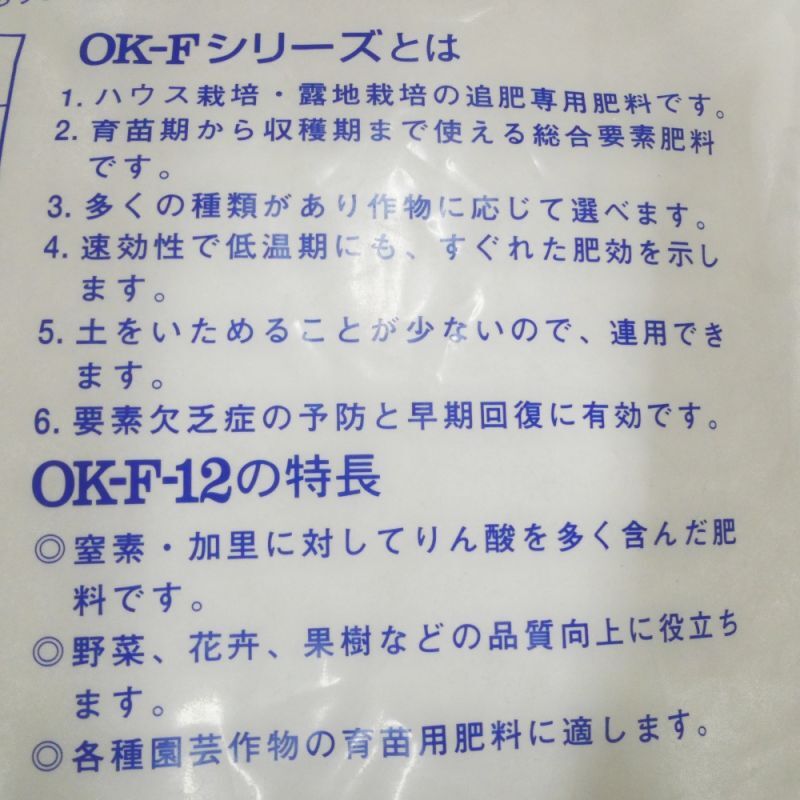 OK-Fシリーズとは
1. ハウス栽培・露地栽培の追肥専用肥料です。
2. 育苗期から収穫期まで使える総合要素肥料
です。
3. 多くの種類があり作物に応じて選べます。
4. 速効性で低温期にも、すぐれた肥効を示し
ます。
5. 土をいためることが少ないので、連用でき
ます。
6. 要素欠乏症の予防と早期回復に有効です。
OK-F-12の特長
◎窒素・加里に対してりん酸を多く含んだ肥
料です。
◎野菜、花卉、果樹などの品質向上に役立ち
ます。
◎各種園芸作物の育苗用肥料に適します。